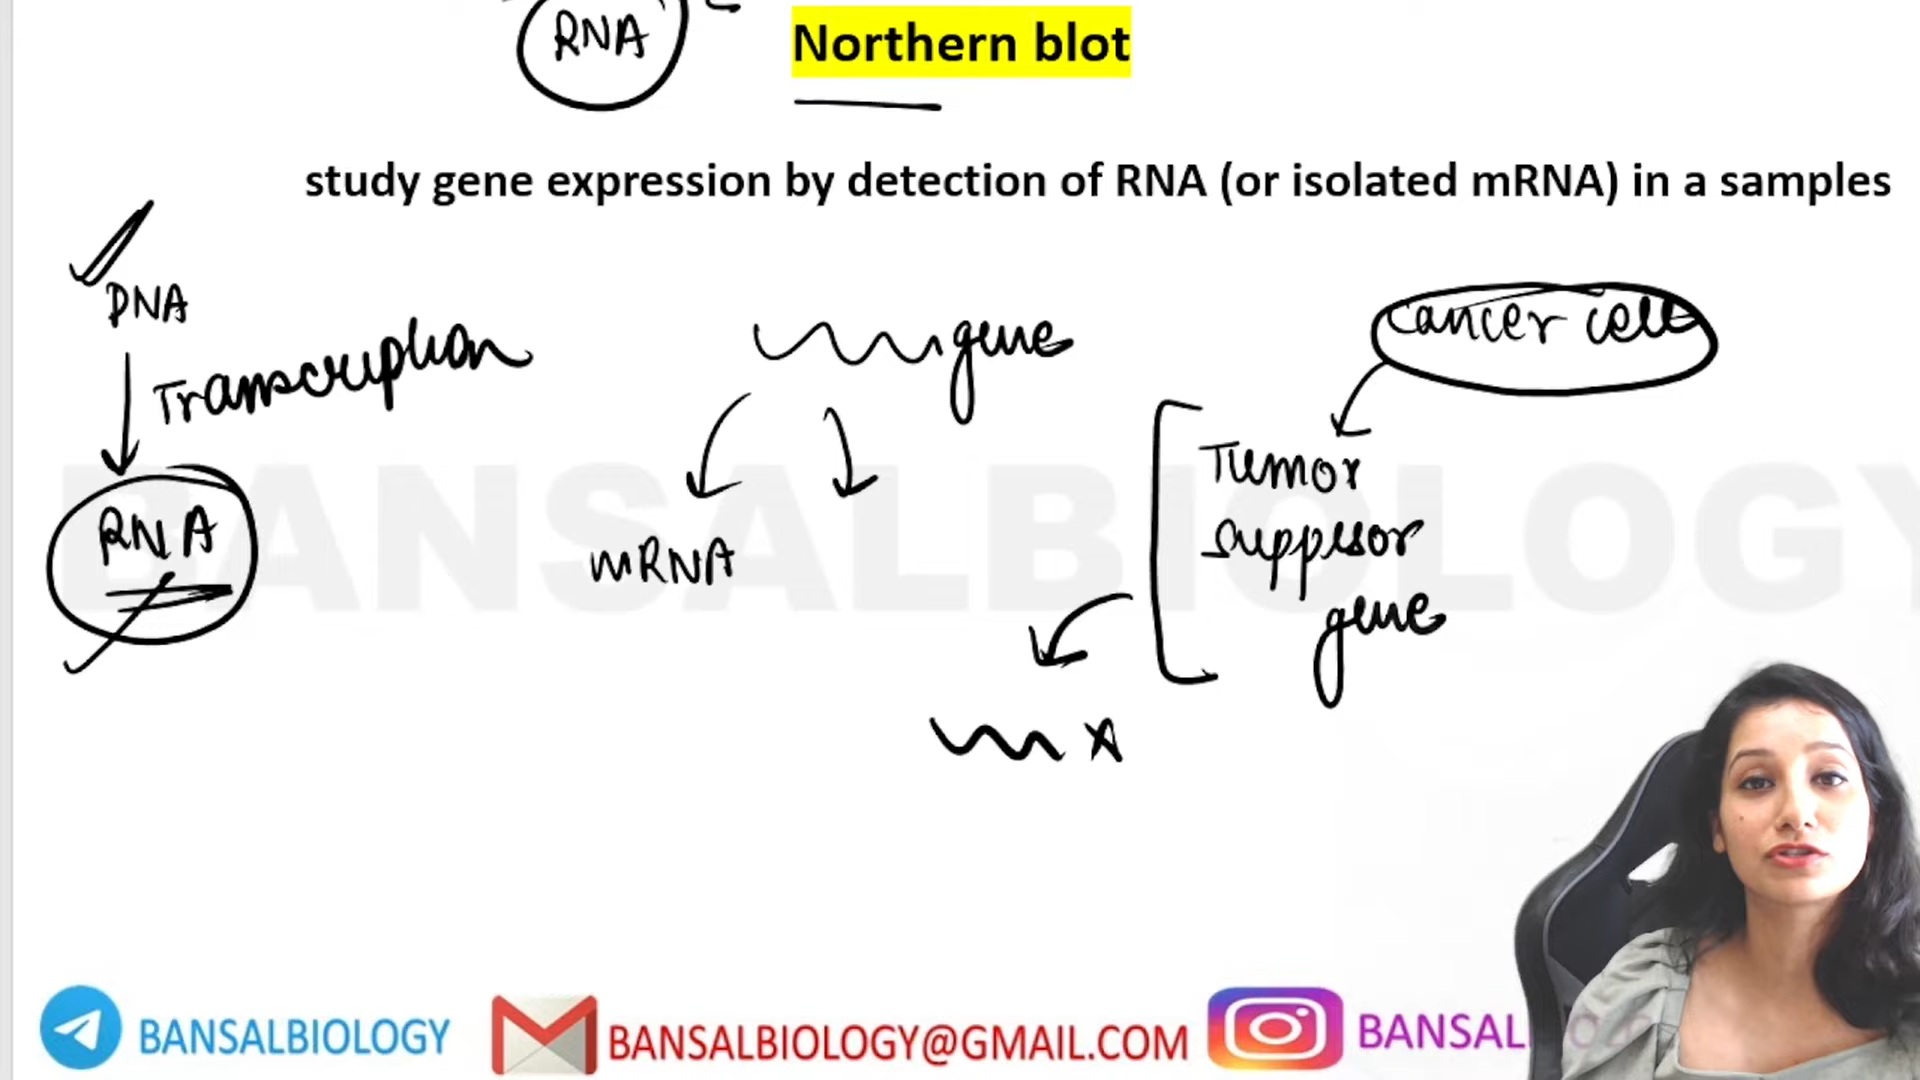 RNA
Northern blot
study gene expression by detection of RNA (or isolated mRNA) in a samples
DNA
Transcription
RNA
gene
mRNA
cancer cell
Tumor
suppresor
gene
BANSALBIOLOGY
BANSALBIOLOGY
BANSALBIOLOGY@GMAIL.COM
BANSAL